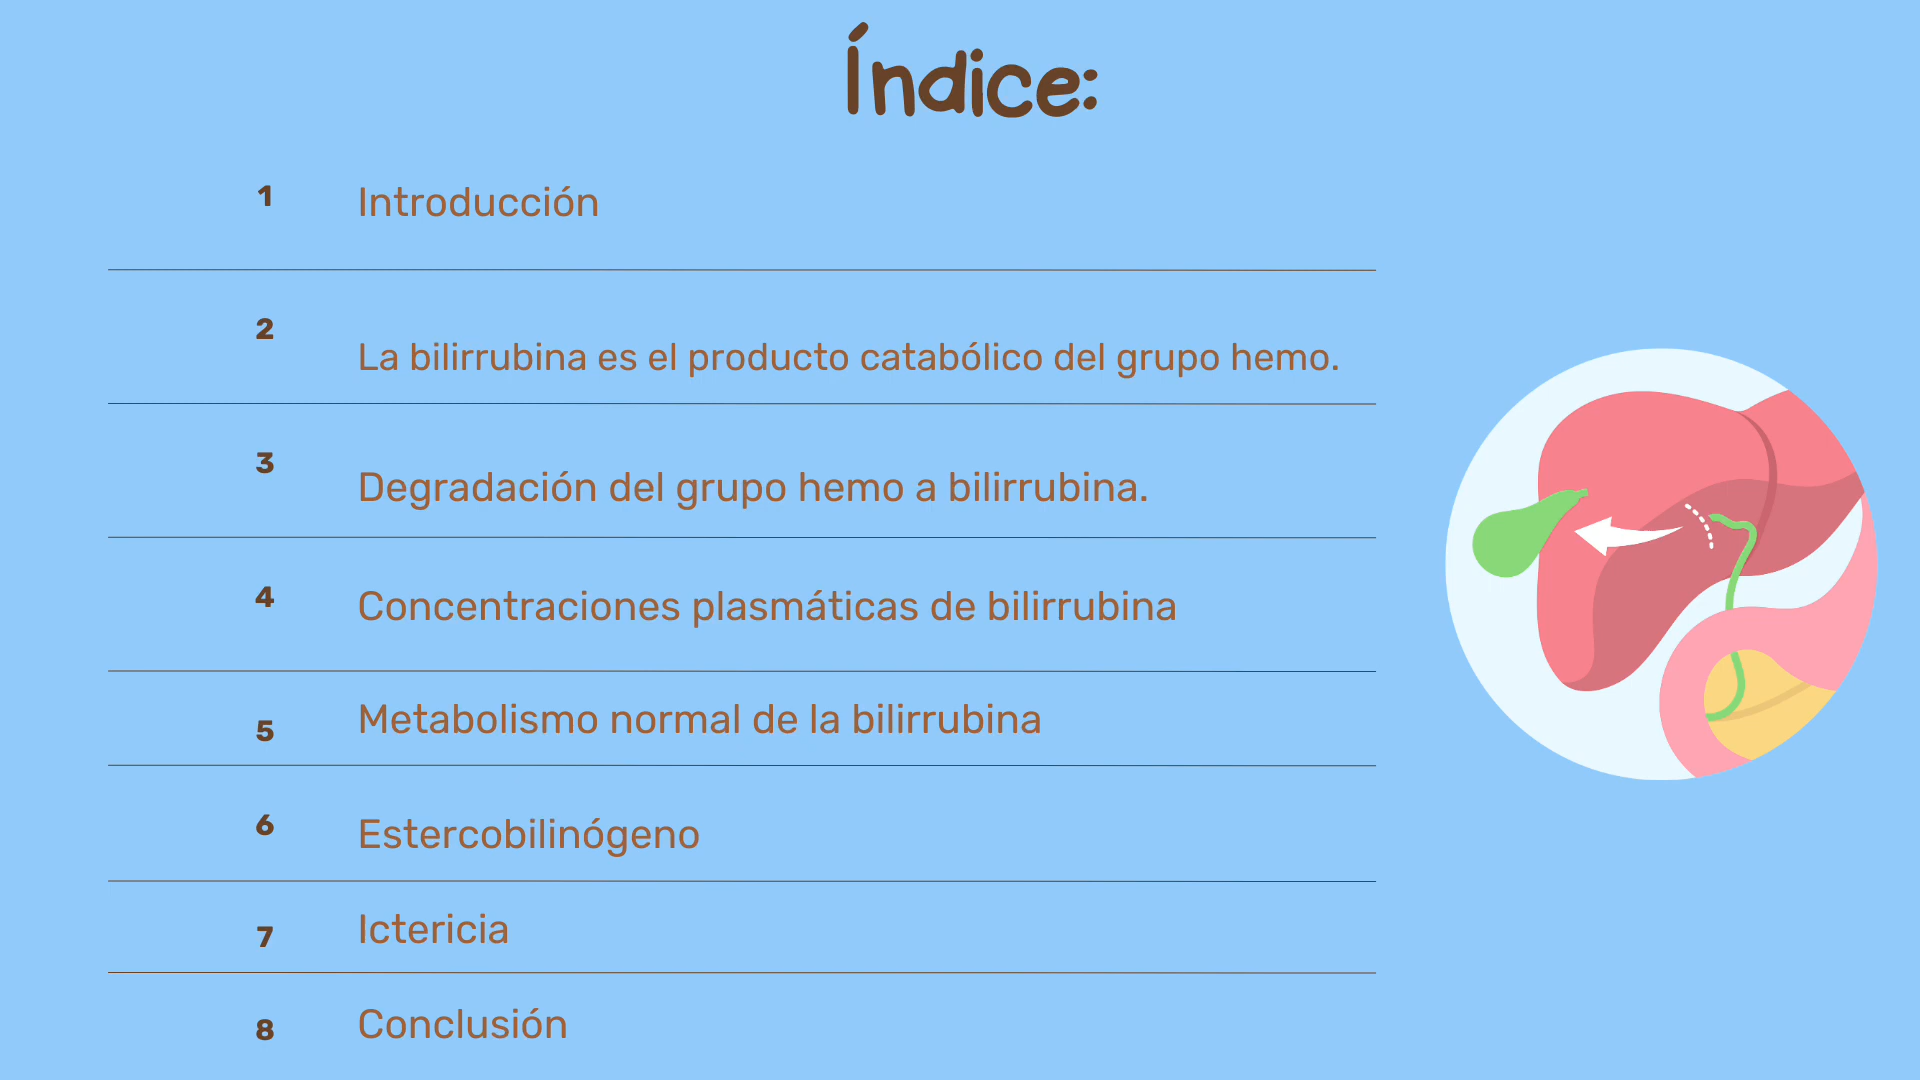 Índice:
1 Introducción
2 La bilirrubina es el producto catabólico del grupo hemo.
3 Degradación del grupo hemo a bilirrubina.
4 Concentraciones plasmáticas de bilirrubina
5 Metabolismo normal de la bilirrubina
6 Estercobilinógeno
7 Ictericia
8 Conclusión